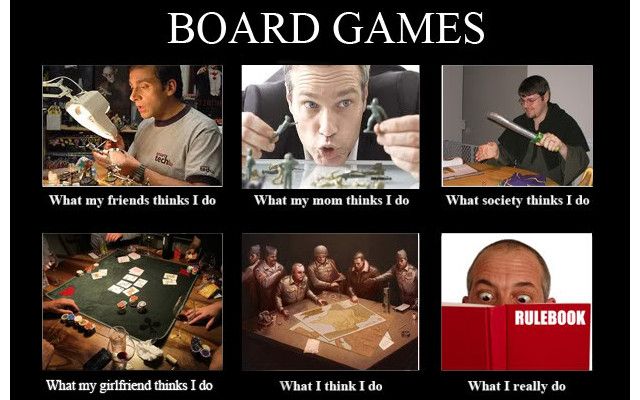 BOARD GAMES
tech
What my friends thinks I do
What my mom thinks I do
What society thinks I do
RULEBOOK
What my girlfriend thinks I do
What I think I do
What I really do